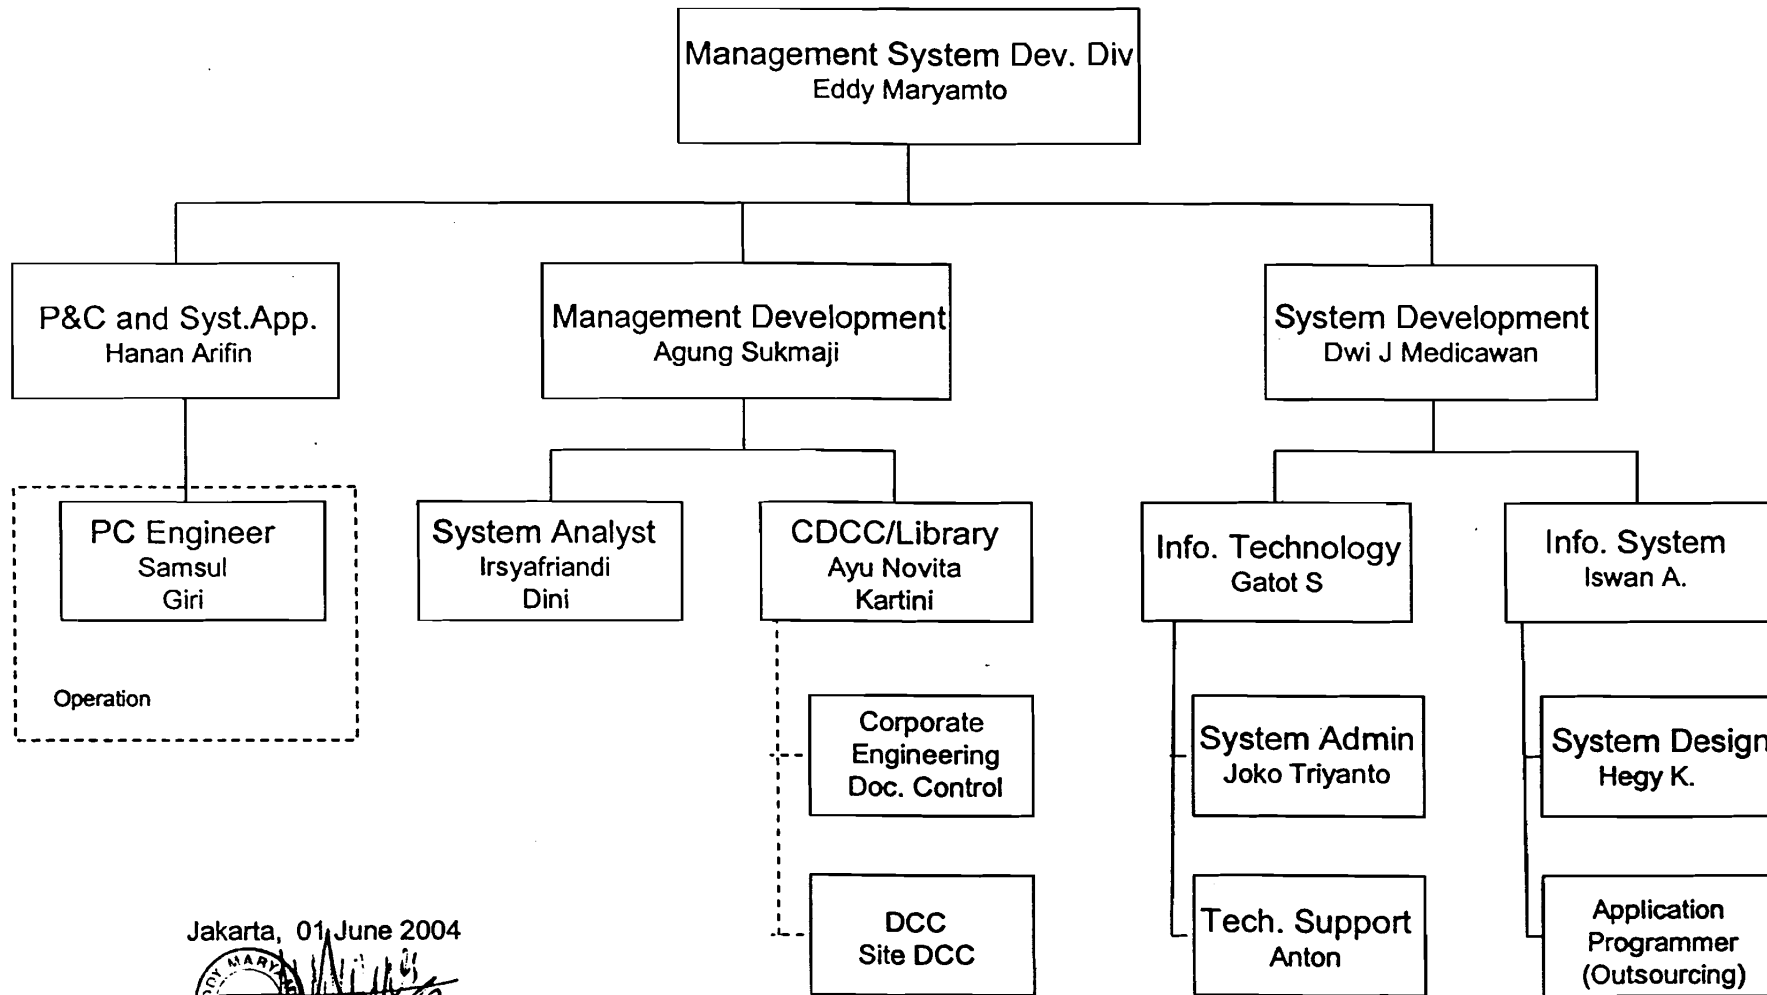 Management System Dev. Div
Eddy Maryamto
P&C and Syst.App.
Hanan Arifin
Management Development
Agung Sukmaji
System Development
Dwi J Medicawan
PC Engineer
Samsul
Giri
Operation
System Analyst
Irsyafriandi
Dini
CDCC/Library
Ayu Novita
Kartini
Info. Technology
Gatot S
Info. System
Iswan A.
Corporate
Engineering
Doc. Control
System Admin
Joko Triyanto
System Design
Hegy K.
DCC
Site DCC
Tech. Support
Anton
Application
Programmer
(Outsourcing)
Jakarta, 01 June 2004